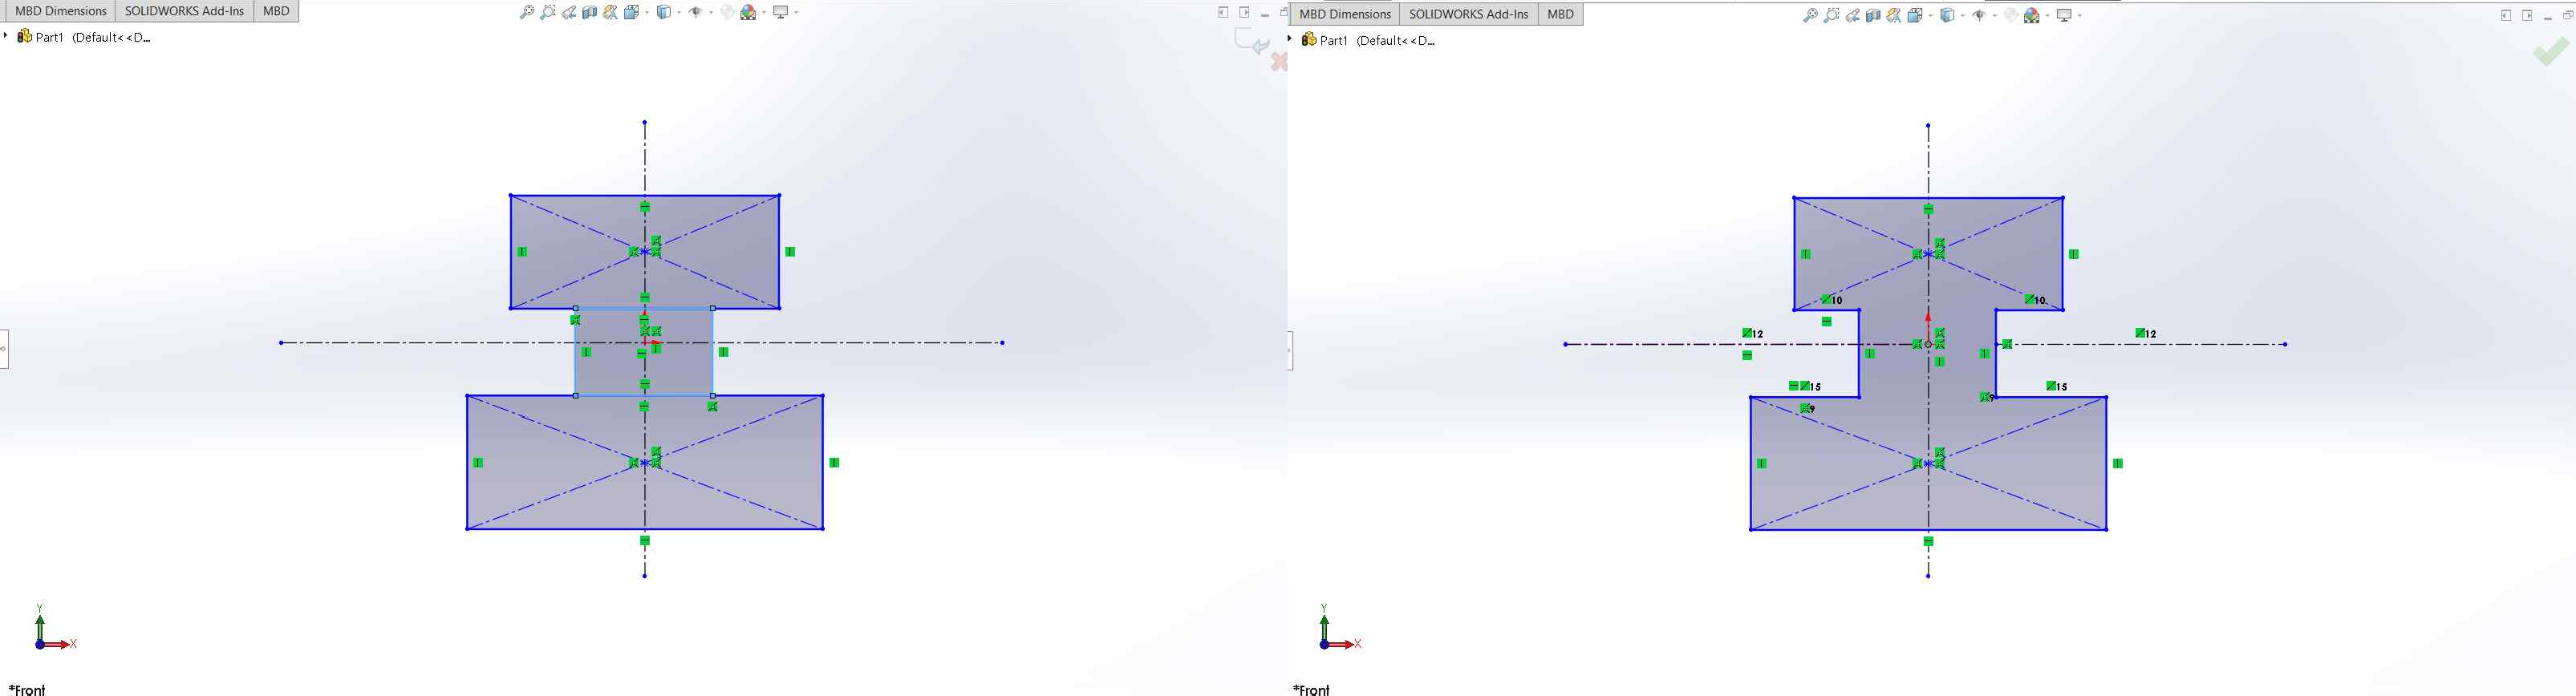 MBD Dimensions SOLIDWORKS Add-Ins MBD
Part1 (Default<<D...
Y
X
*Front
MBD Dimensions SOLIDWORKS Add-Ins MBD
Part1 (Default<<D...
10
10
12
12
15
15
9
9
Y
X
*Front